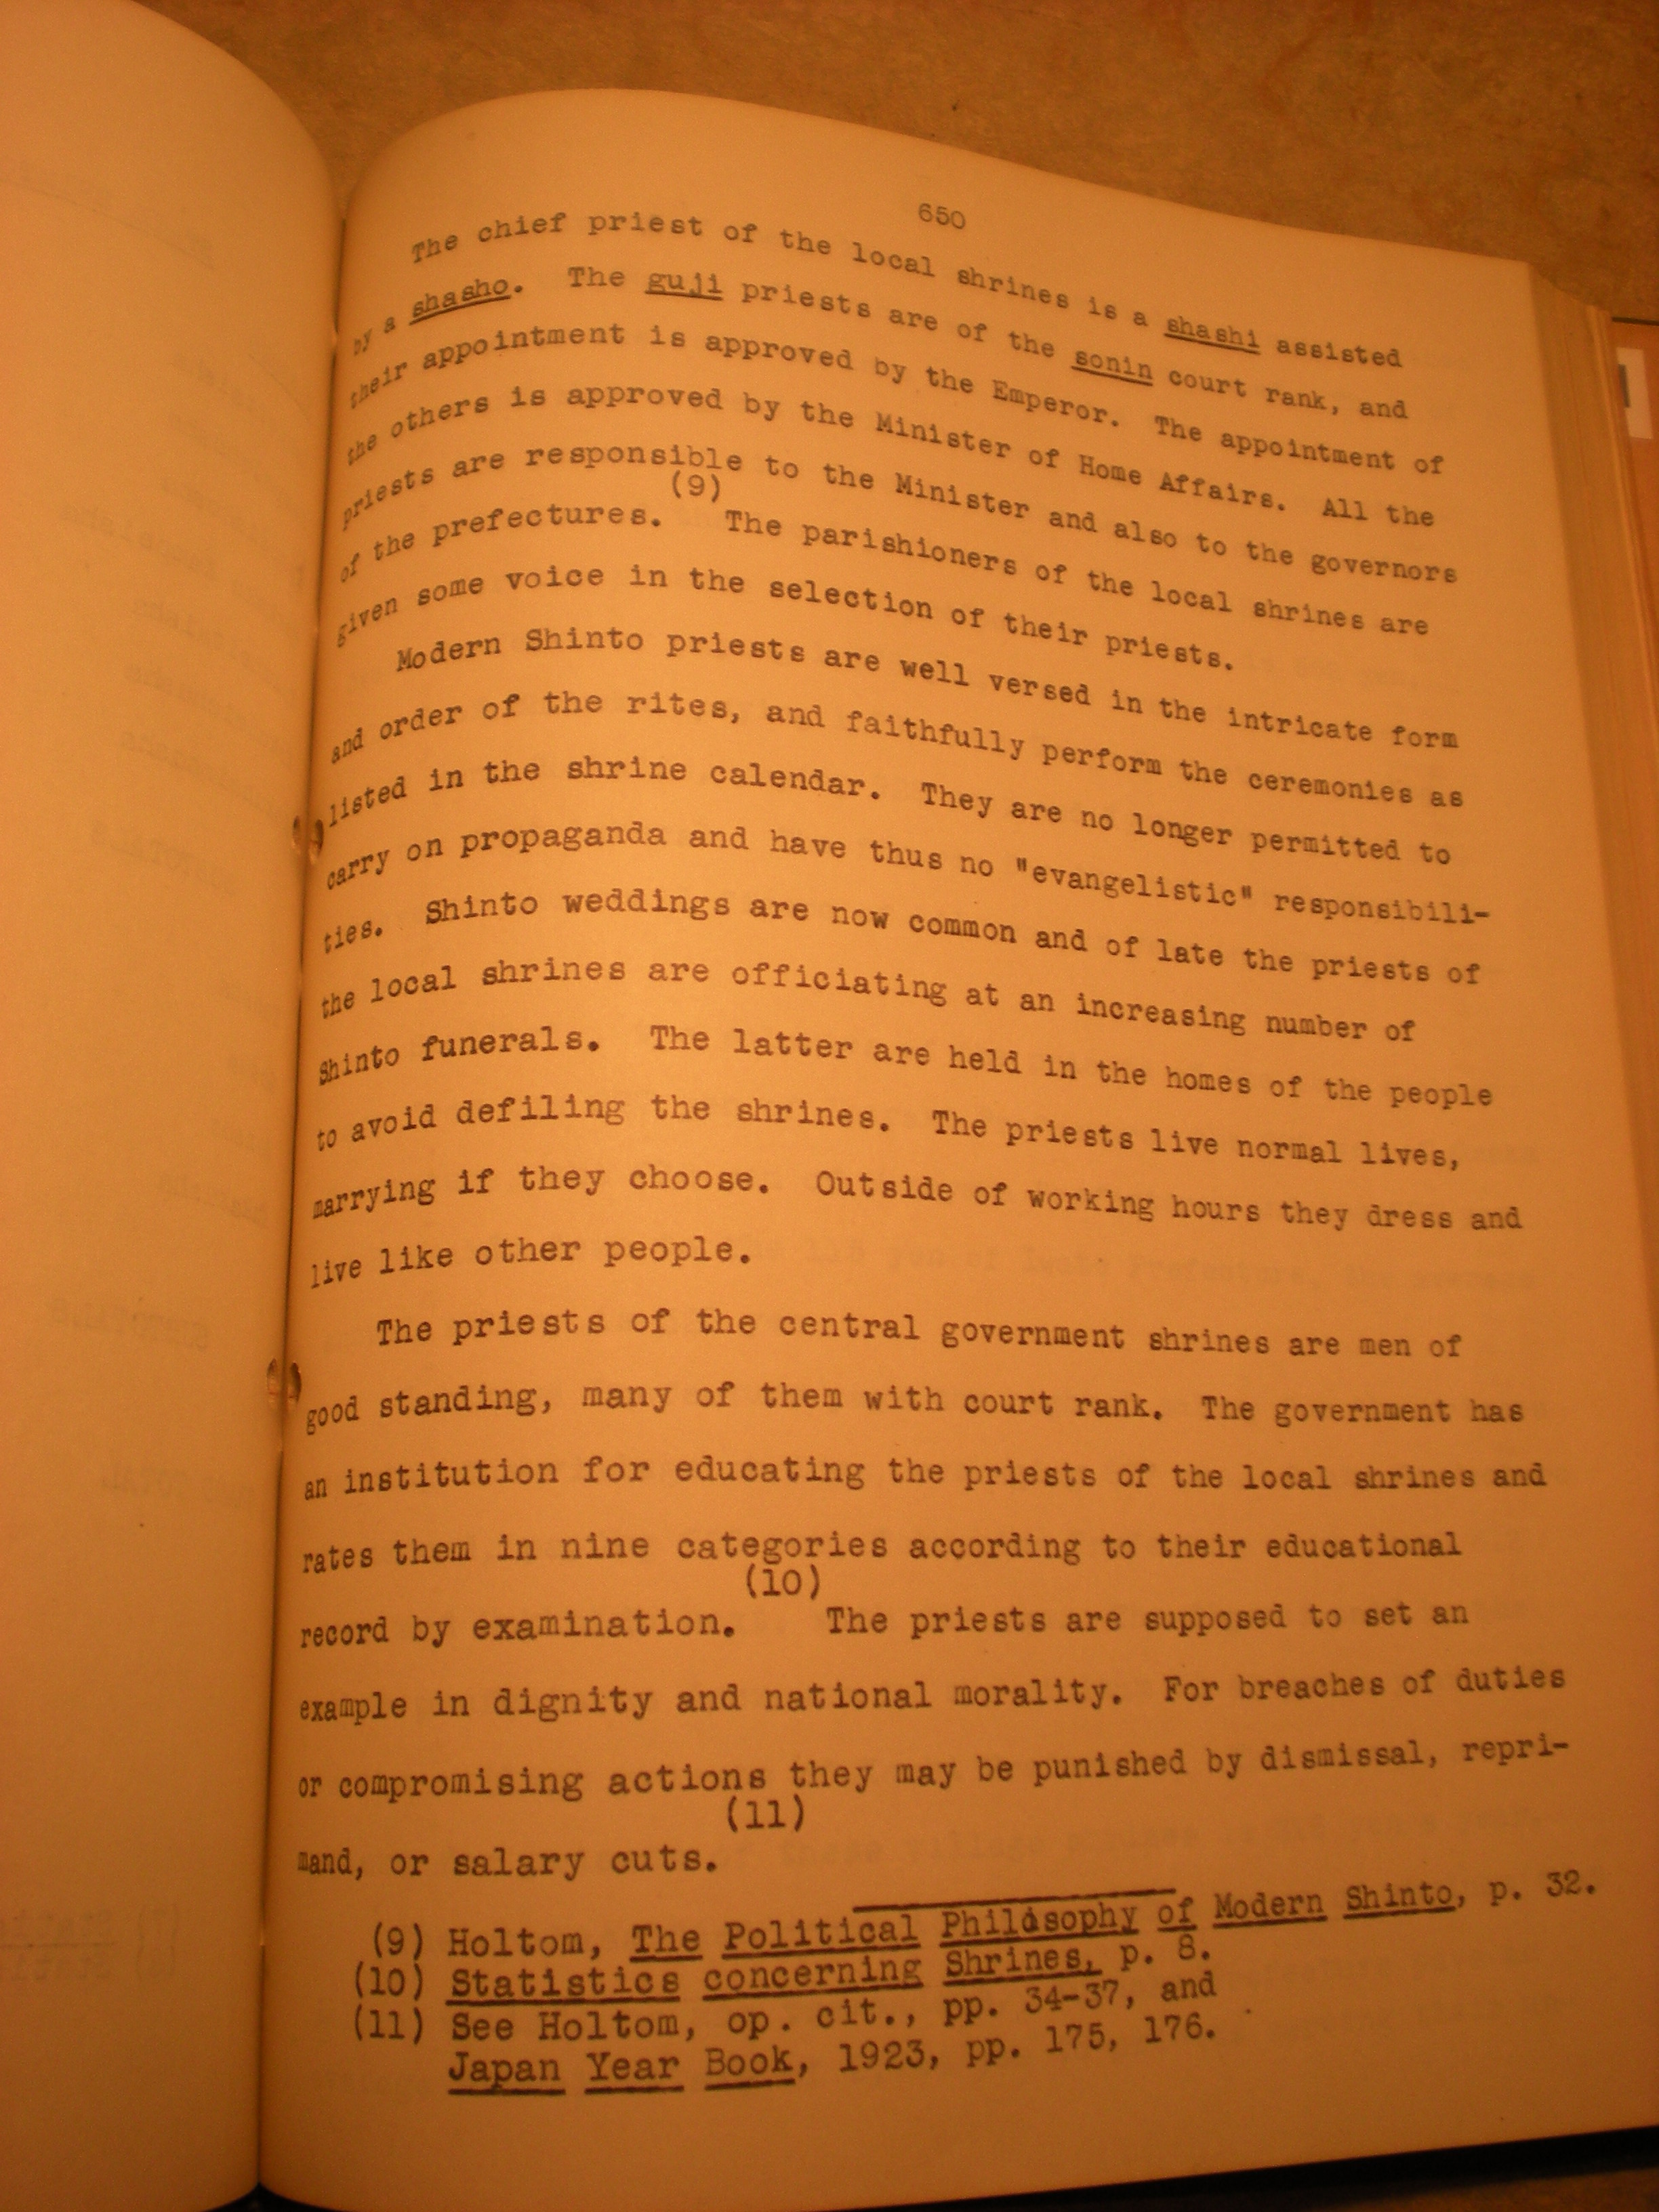 650
The chief priest of the local shrines is a shashi assisted
by a shasho. The guji priests are of the sonin court rank, and
their appointment is approved by the Emperor. The appointment of
the others is approved by the Minister of Home Affairs. All the
priests are responsible to the Minister and also to the governors
(9)
of the prefectures. The parishioners of the local shrines are
given some voice in the selection of their priests.
Modern Shinto priests are well versed in the intricate form
and order of the rites, and faithfully perform the ceremonies as
listed in the shrine calendar. They are no longer permitted to
carry on propaganda and have thus no "evangelistic" responsibili-
ties. Shinto weddings are now common and of late the priests of
the local shrines are officiating at an increasing number of
Shinto funerals. The latter are held in the homes of the people
to avoid defiling the shrines. The priests live normal lives,
marrying if they choose. Outside of working hours they dress and
live like other people.
The priests of the central government shrines are men of
good standing, many of them with court rank. The government has
an institution for educating the priests of the local shrines and
rates them in nine categories according to their educational
(10)
record by examination. The priests are supposed to set an
example in dignity and national morality. For breaches of duties
or compromising actions they may be punished by dismissal, repri-
(11)
mand, or salary cuts.
(9) Holtom, The Political Philosophy of Modern Shinto, p. 32.
(10) Statistics concerning Shrines, p. 8.
(11) See Holtom, op. cit., pp. 34-37, and
Japan Year Book, 1923, pp. 175, 176.